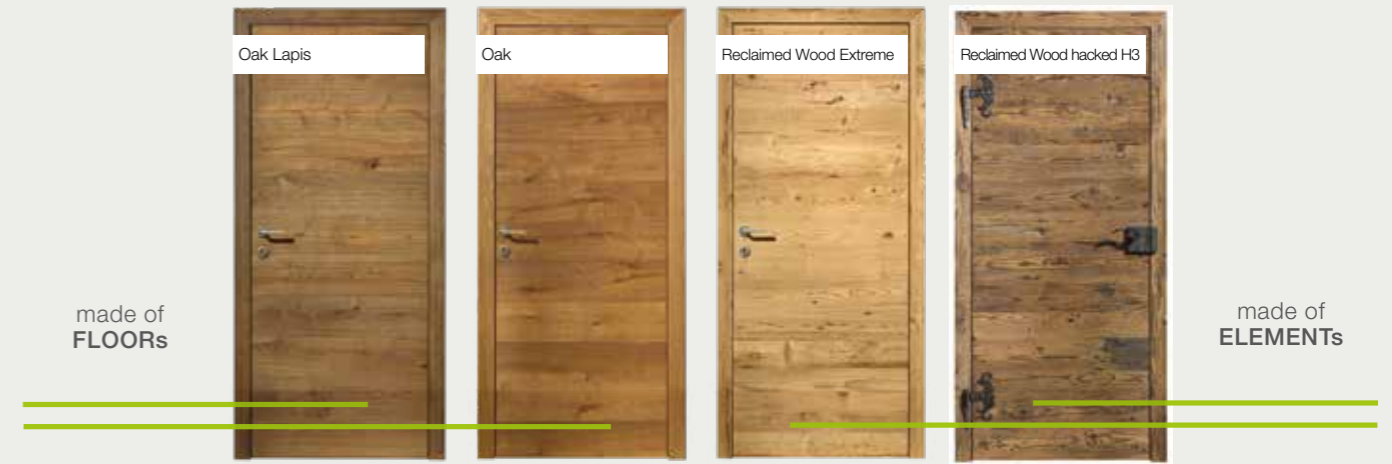 Oak Lapis
Oak
Reclaimed Wood Extreme
Reclaimed Wood hacked H3
made of
FLOORs
made of
ELEMENTs